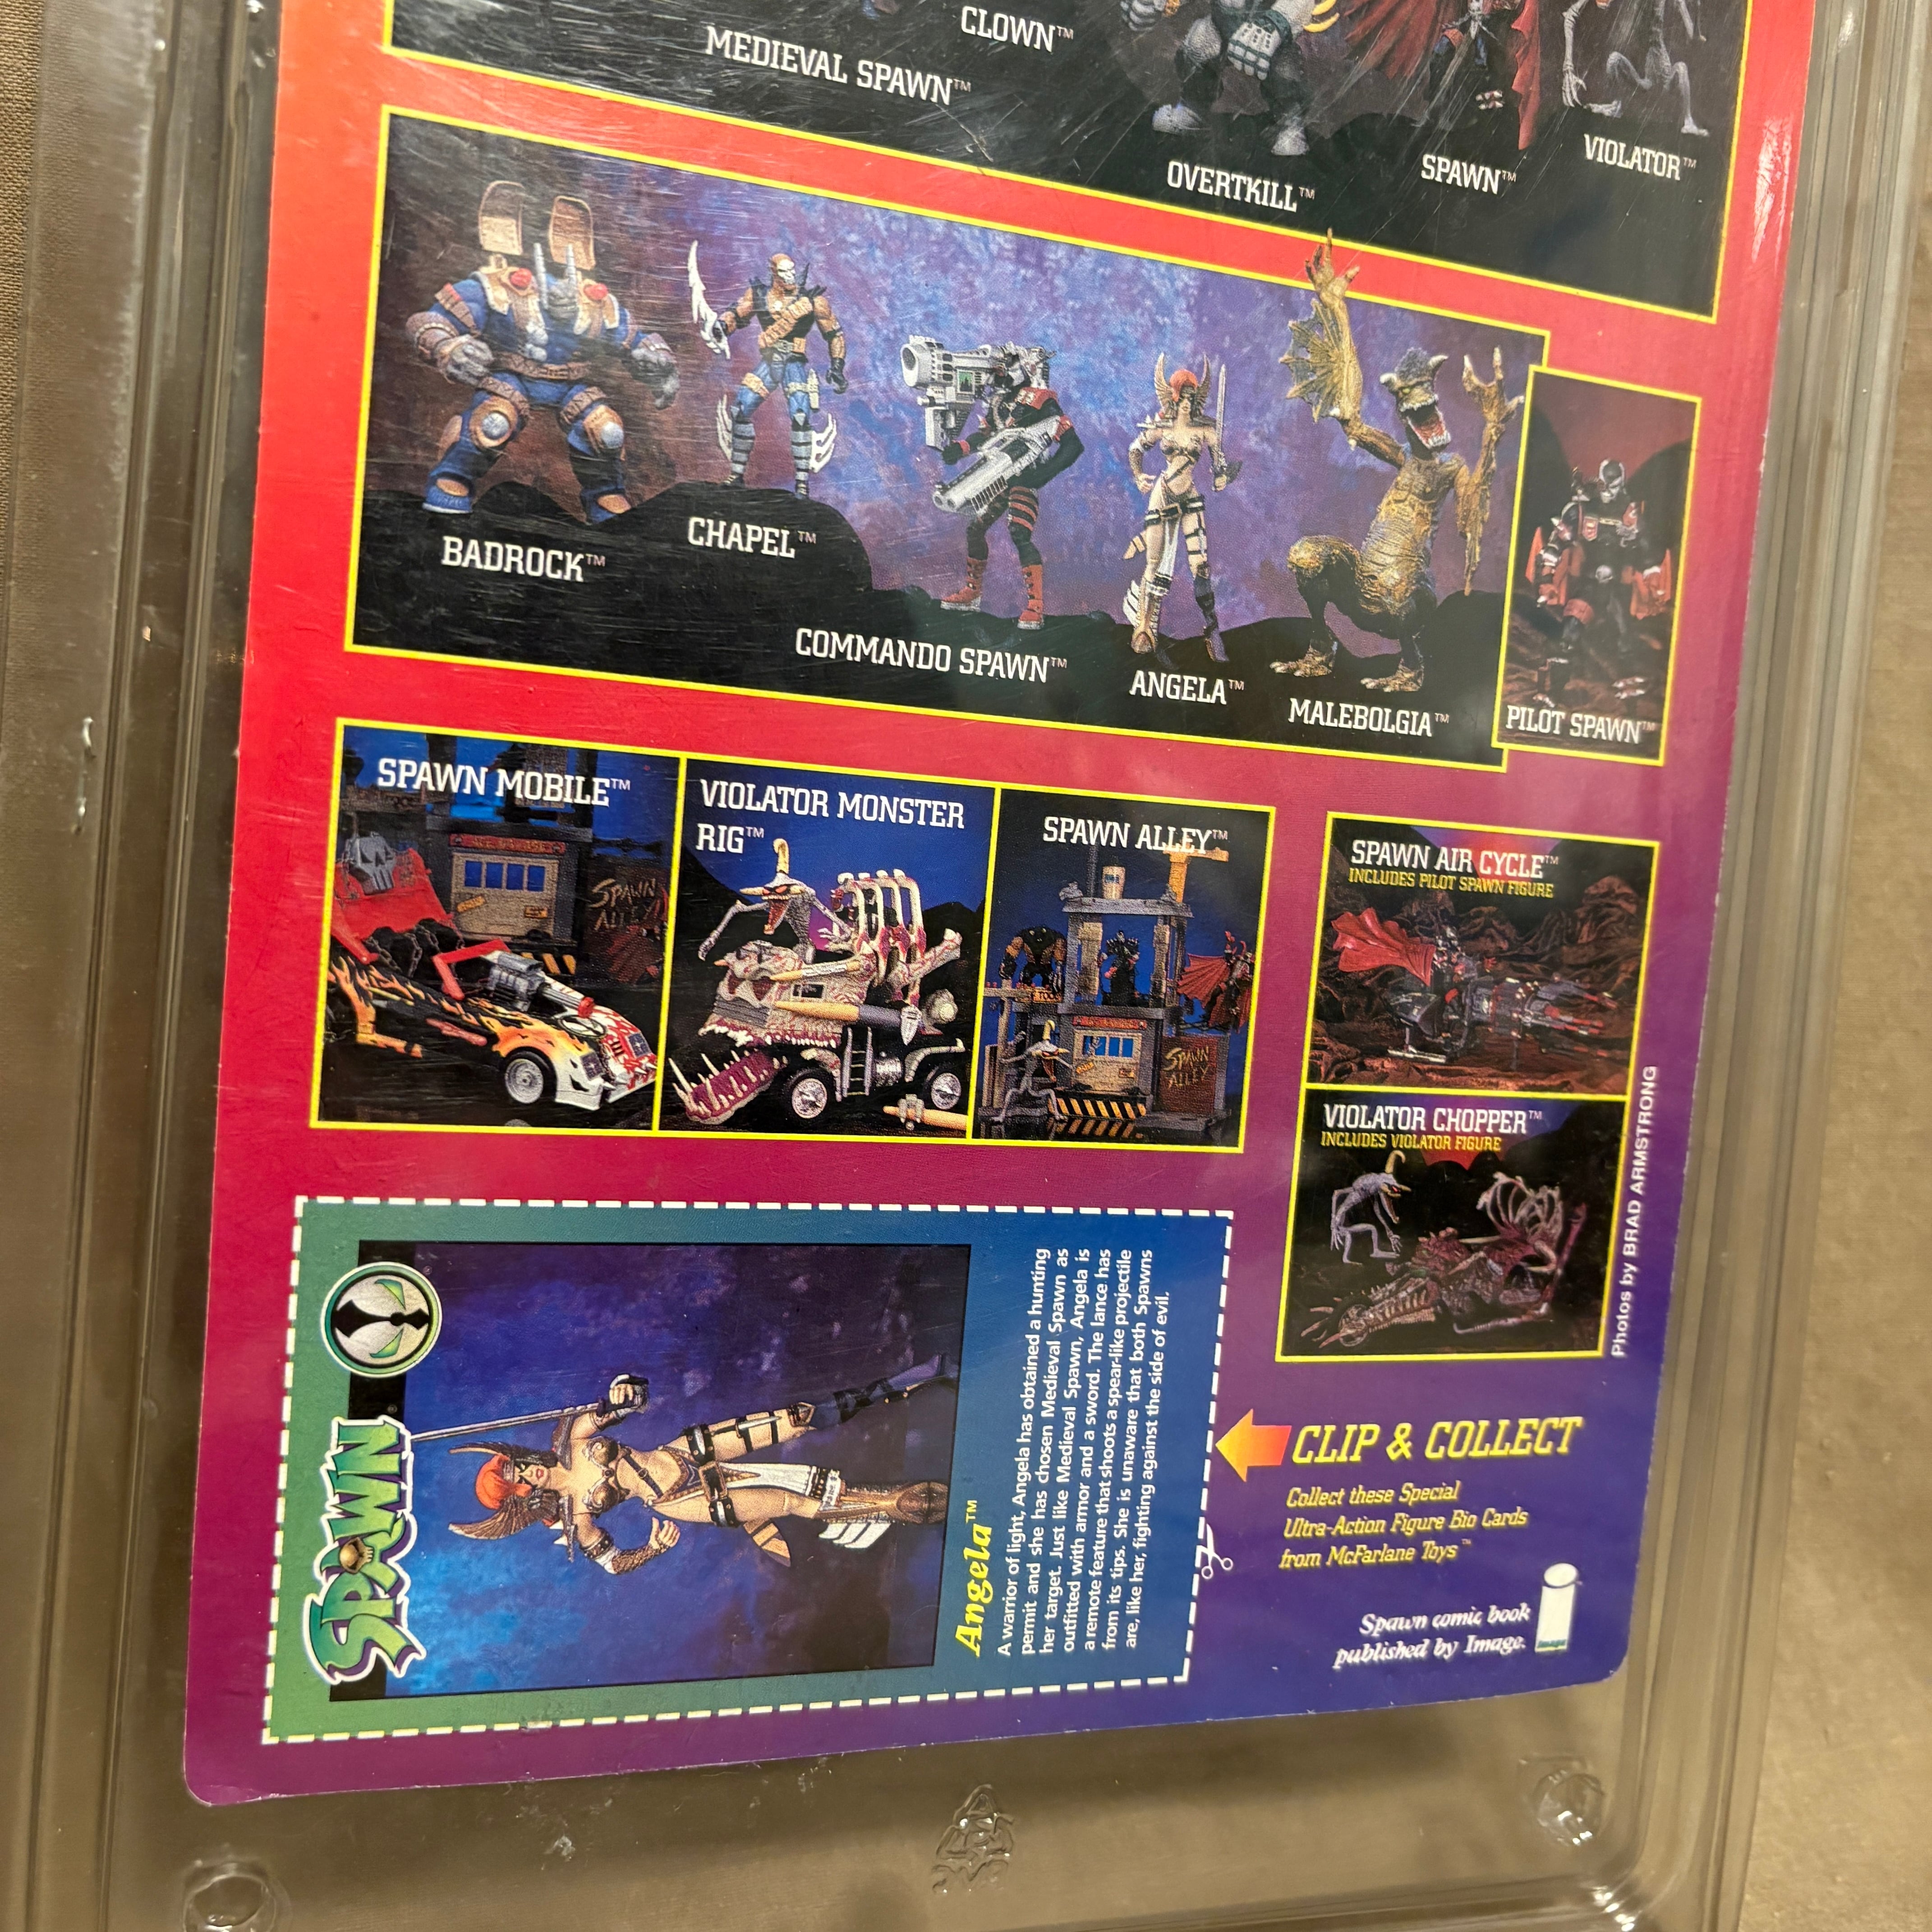 CLOWN™
MEDIEVAL SPAWN™
OVERTKILL™
SPAWN™
VIOLATOR™
BADROCK™
CHAPEL™
COMMANDO SPAWN™
ANGELA™
MALEBOLGIA™
PILOT SPAWN™
SPAWN MOBILE™
SPAWN
ALLEY
VIOLATOR MONSTER
RIG™
SPAWN ALLEY™
SPAWN
ALLEY
SPAWN AIR CYCLE™
INCLUDES PILOT SPAWN FIGURE
VIOLATOR CHOPPER™
INCLUDES VIOLATOR FIGURE
Photos by BRAD ARMSTRONG
SPAWN
Angela™
A warrior of light, Angela has obtained a hunting
permit and she has chosen Medieval Spawn as
her target. Just like Medieval Spawn, Angela is
outfitted with armor and a sword. The lance has
a remote feature that shoots a spear-like projectile
from its tips. She is unaware that both Spawns
are, like her, fighting against the side of evil.
CLIP & COLLECT
Collect these Special
Ultra-Action Figure Bio Cards
from McFarlane Toys™
Spawn comic book
published by Image.
image